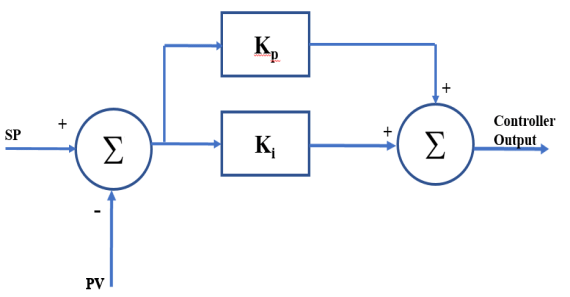 Kp
+
Controller
+
+
SP
Output
Σ
Ki
Σ
-
PV